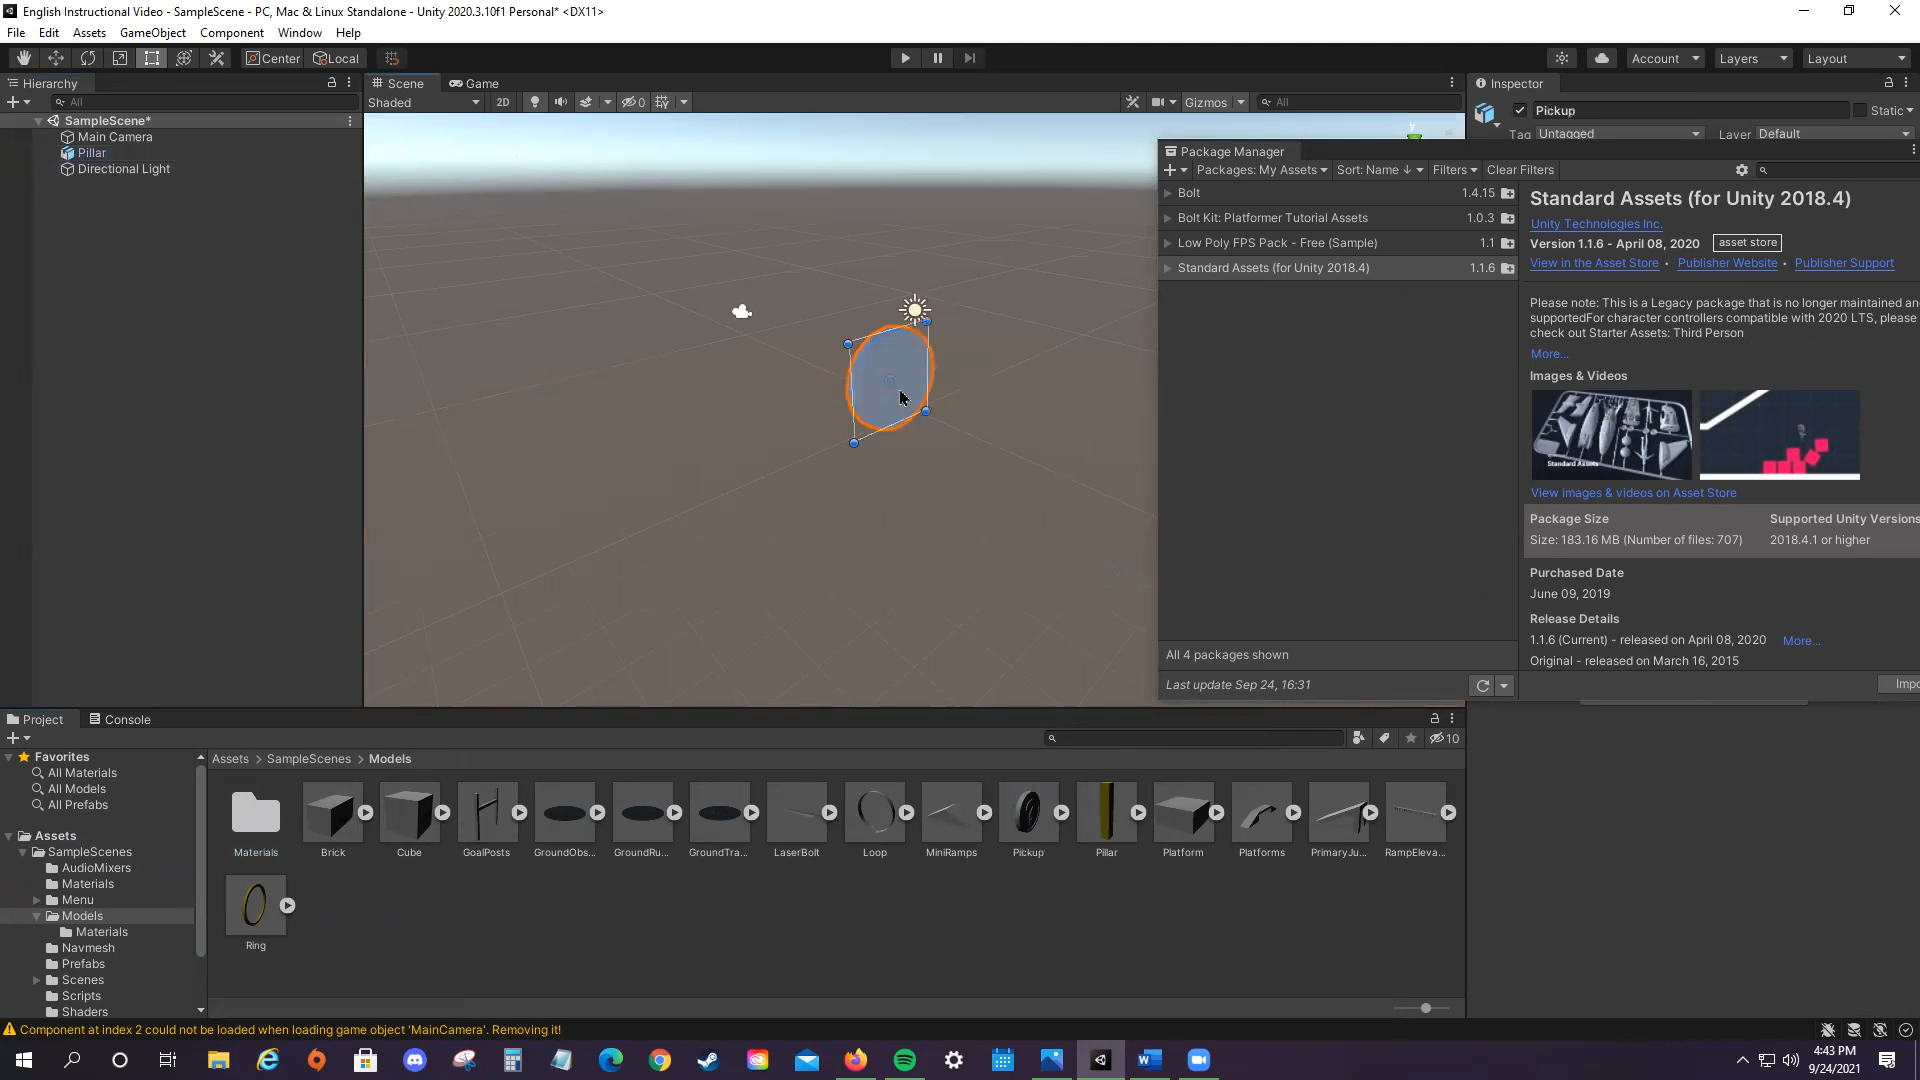 English Instructional Video - SampleScene - PC, Mac & Linux Standalone - Unity 2020.3.10f1 Personal* <DX11>
File Edit Assets GameObject Component Window Help
Center Local Account Layers Layout
Hierarchy
All
SampleScene*
Main Camera
Pillar
Directional Light
Scene Game
Shaded 2D 0 Gizmos All
y
Inspector
Pickup Static
Tag Untagged Layer Default
Package Manager
Packages: My Assets Sort: Name ↓ Filters Clear Filters
Bolt 1.4.15
Bolt Kit: Platformer Tutorial Assets 1.0.3
Low Poly FPS Pack - Free (Sample) 1.1
Standard Assets (for Unity 2018.4) 1.1.6
All 4 packages shown
Last update Sep 24, 16:31
Standard Assets (for Unity 2018.4)
Unity Technologies Inc.
Version 1.1.6 - April 08, 2020 asset store
View in the Asset Store • Publisher Website • Publisher Support
Please note: This is a Legacy package that is no longer maintained and
supportedFor character controllers compatible with 2020 LTS, please
check out Starter Assets: Third Person
More...
Images & Videos
Standard Assets
View images & videos on Asset Store
Package Size Supported Unity Versions
Size: 183.16 MB (Number of files: 707) 2018.4.1 or higher
Purchased Date
June 09, 2019
Release Details
1.1.6 (Current) - released on April 08, 2020 More...
Original - released on March 16, 2015
Impo
Project Console
10
Favorites
All Materials
All Models
All Prefabs
Assets
SampleScenes
AudioMixers
Materials
Menu
Models
Materials
Navmesh
Prefabs
Scenes
Scripts
Shaders
Assets > SampleScenes > Models
Materials Brick Cube GoalPosts GroundObs... GroundRu... GroundTra... LaserBolt Loop MiniRamps Pickup Pillar Platform Platforms PrimaryJu... RampEleva...
Ring
Component at index 2 could not be loaded when loading game object 'MainCamera'. Removing it!
4:43 PM
9/24/2021